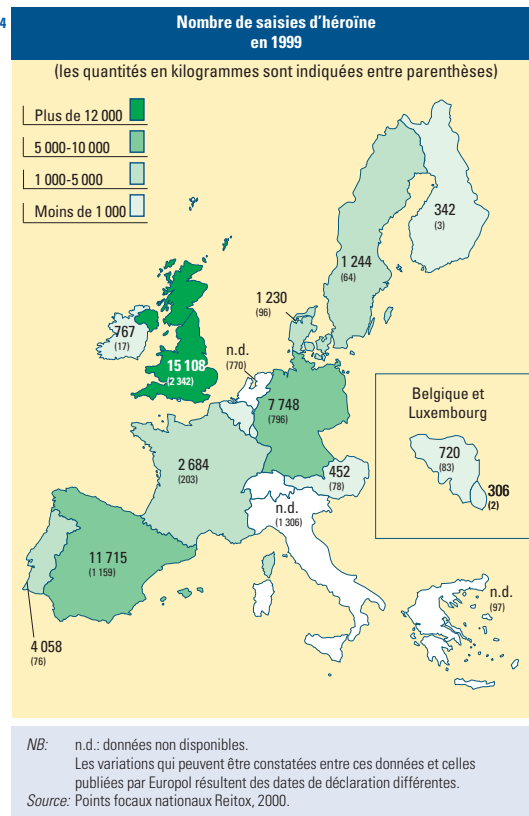 4
Nombre de saisies d'héroïne
en 1999
(les quantités en kilogrammes sont indiquées entre parenthèses)
Plus de 12 000
5 000-10 000
1 000-5 000
Moins de 1 000
342
(3)
1 244
(64)
1 230
(96)
767
(17)
n.d.
(770)
15 108
(2 342)
7 748
(796)
Belgique et
Luxembourg
720
(83)
306
(2)
2 684
(203)
452
(78)
n.d.
(1 306)
11 715
(1 159)
n.d.
(97)
4 058
(76)
NB: n.d.: données non disponibles.
Les variations qui peuvent être constatées entre ces données et celles
publiées par Europol résultent des dates de déclaration différentes.
Source: Points focaux nationaux Reitox, 2000.